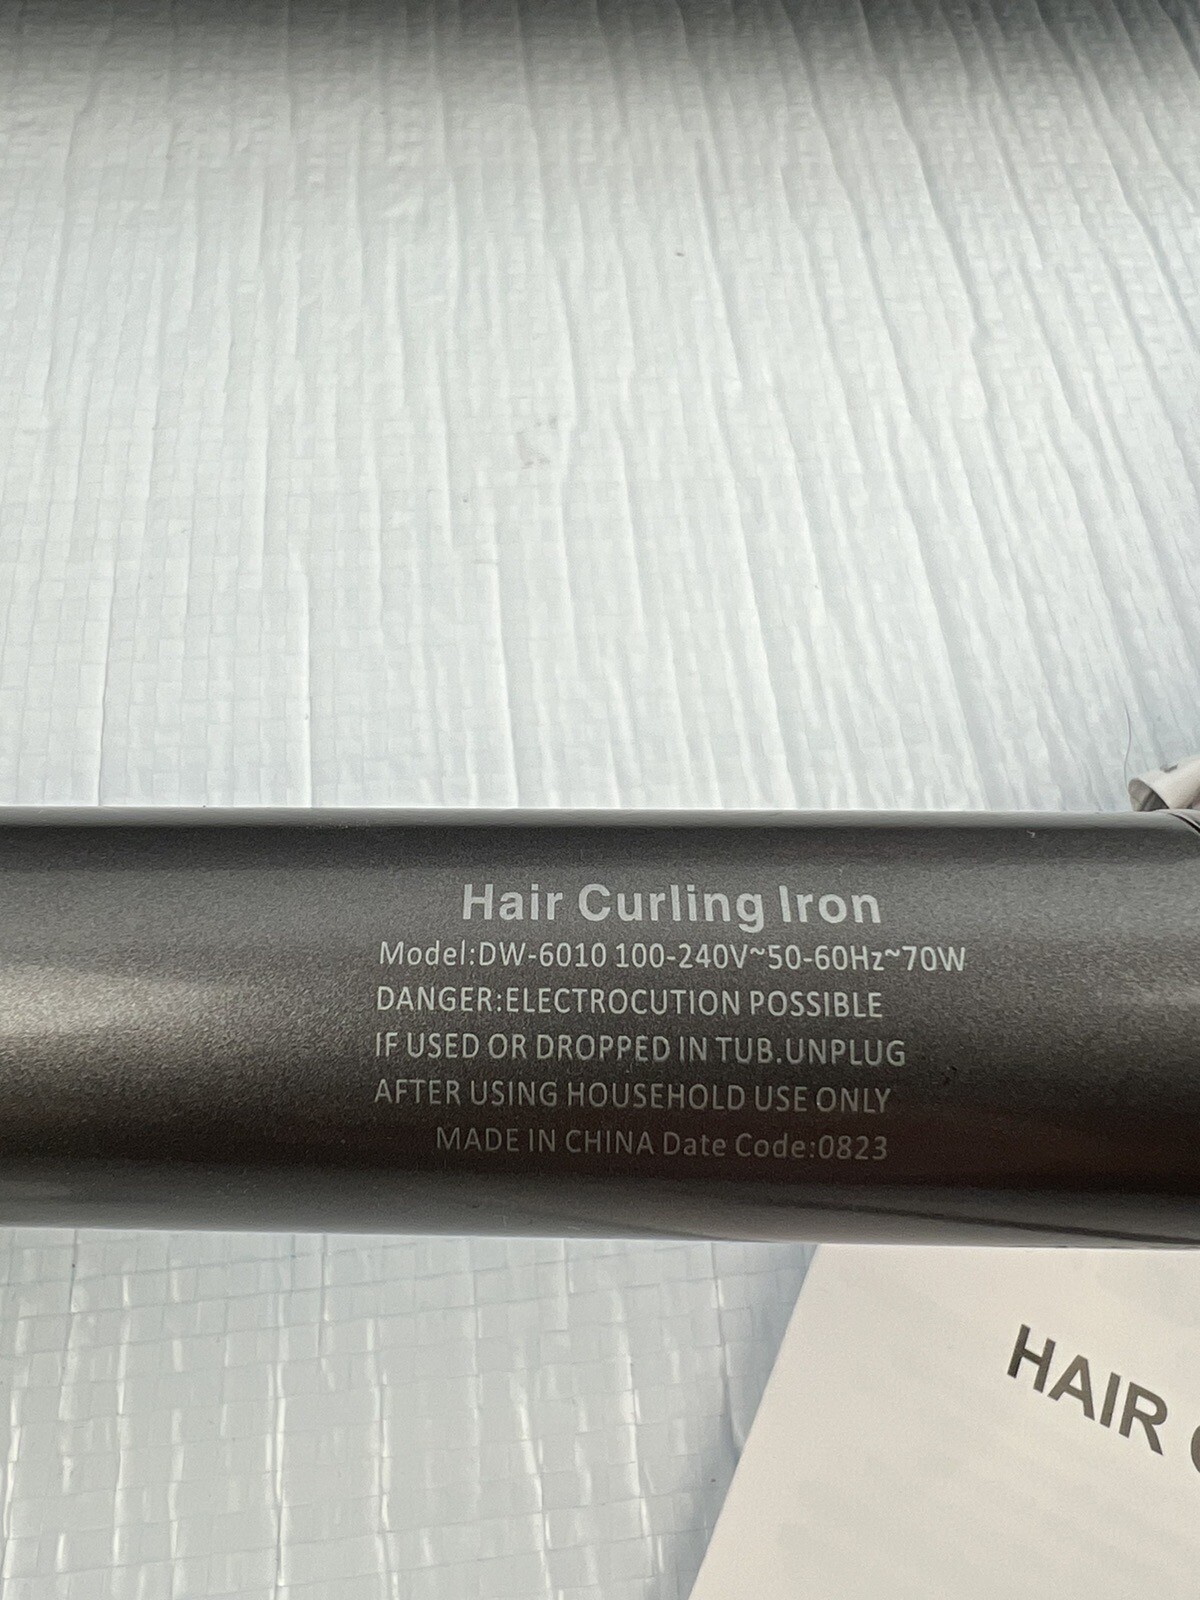 Hair Curling Iron
Model:DW-6010 100-240V~50-60Hz~70W
DANGER:ELECTROCUTION POSSIBLE
IF USED OR DROPPED IN TUB.UNPLUG
AFTER USING HOUSEHOLD USE ONLY
MADE IN CHINA Date Code:0823
HAIR